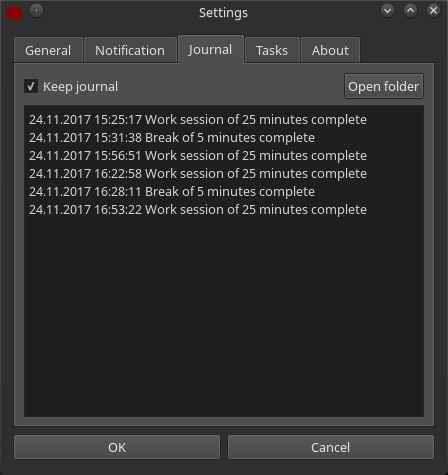 Settings
General Notification Journal Tasks About
Keep journal Open folder
24.11.2017 15:25:17 Work session of 25 minutes complete
24.11.2017 15:31:38 Break of 5 minutes complete
24.11.2017 15:56:51 Work session of 25 minutes complete
24.11.2017 16:22:58 Work session of 25 minutes complete
24.11.2017 16:28:11 Break of 5 minutes complete
24.11.2017 16:53:22 Work session of 25 minutes complete
OK Cancel